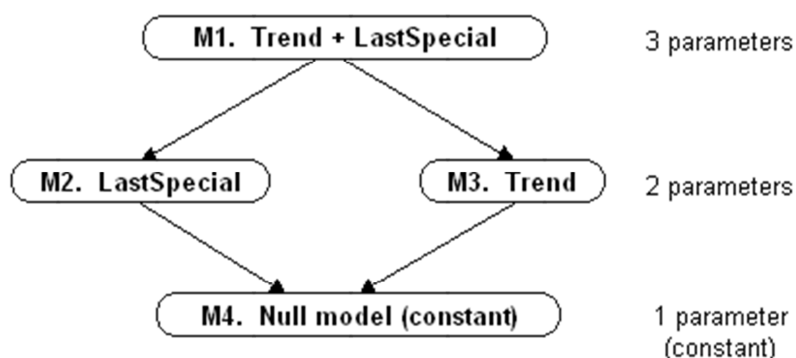 M1. Trend + LastSpecial
3 parameters
M2. LastSpecial
M3. Trend
2 parameters
M4. Null model (constant)
1 parameter
(constant)